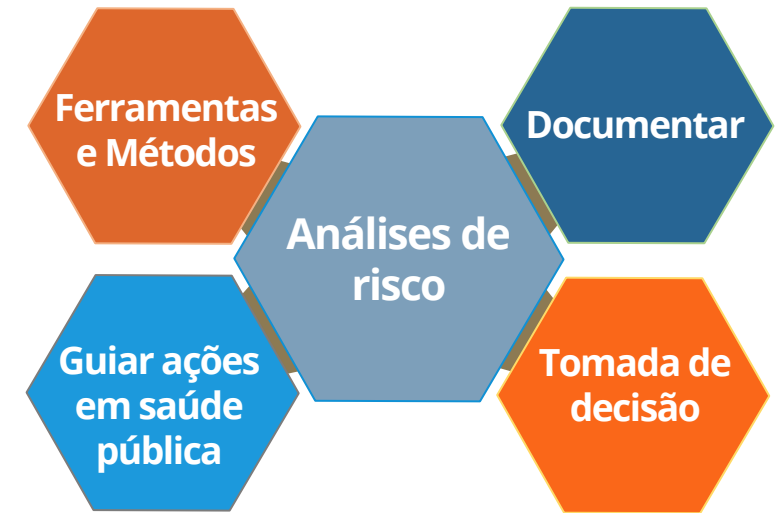 Ferramentas
e Métodos
Documentar
Análises de
risco
Guiar ações
em saúde
pública
Tomada de
decisão